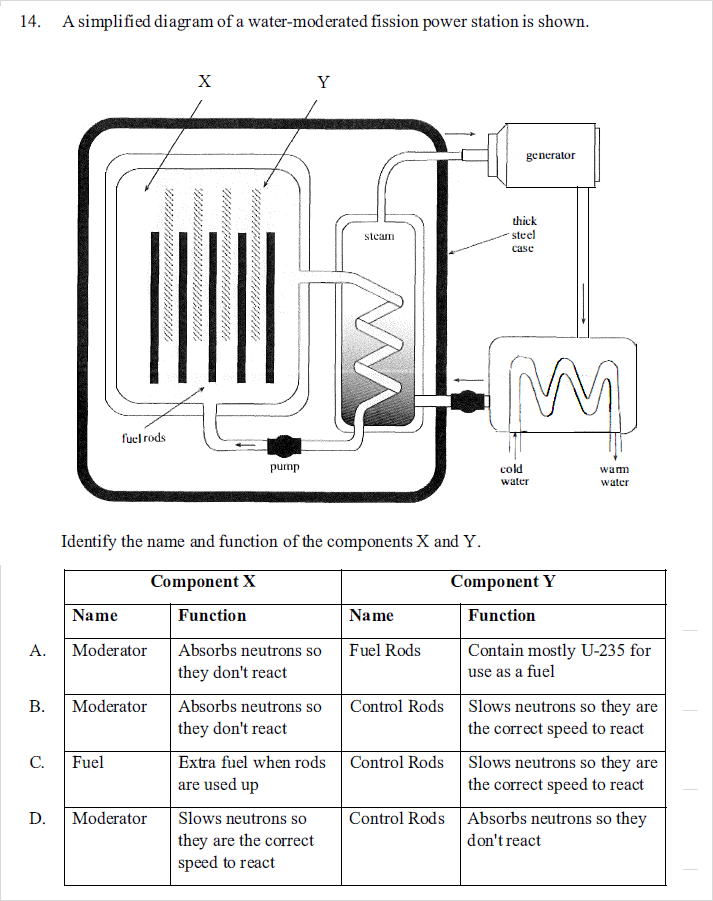 14. A simplified diagram of a water-moderated fission power station is shown.
X Y
generator
thick
steel
case
steam
fuel rods
pump
cold
water
warm
water
Identify the name and function of the components X and Y.
Component X Component Y
Name Function Name Function
A. Moderator Absorbs neutrons so they don't react Fuel Rods Contain mostly U-235 for use as a fuel
B. Moderator Absorbs neutrons so they don't react Control Rods Slows neutrons so they are the correct speed to react
C. Fuel Extra fuel when rods are used up Control Rods Slows neutrons so they are the correct speed to react
D. Moderator Slows neutrons so they are the correct speed to react Control Rods Absorbs neutrons so they don't react